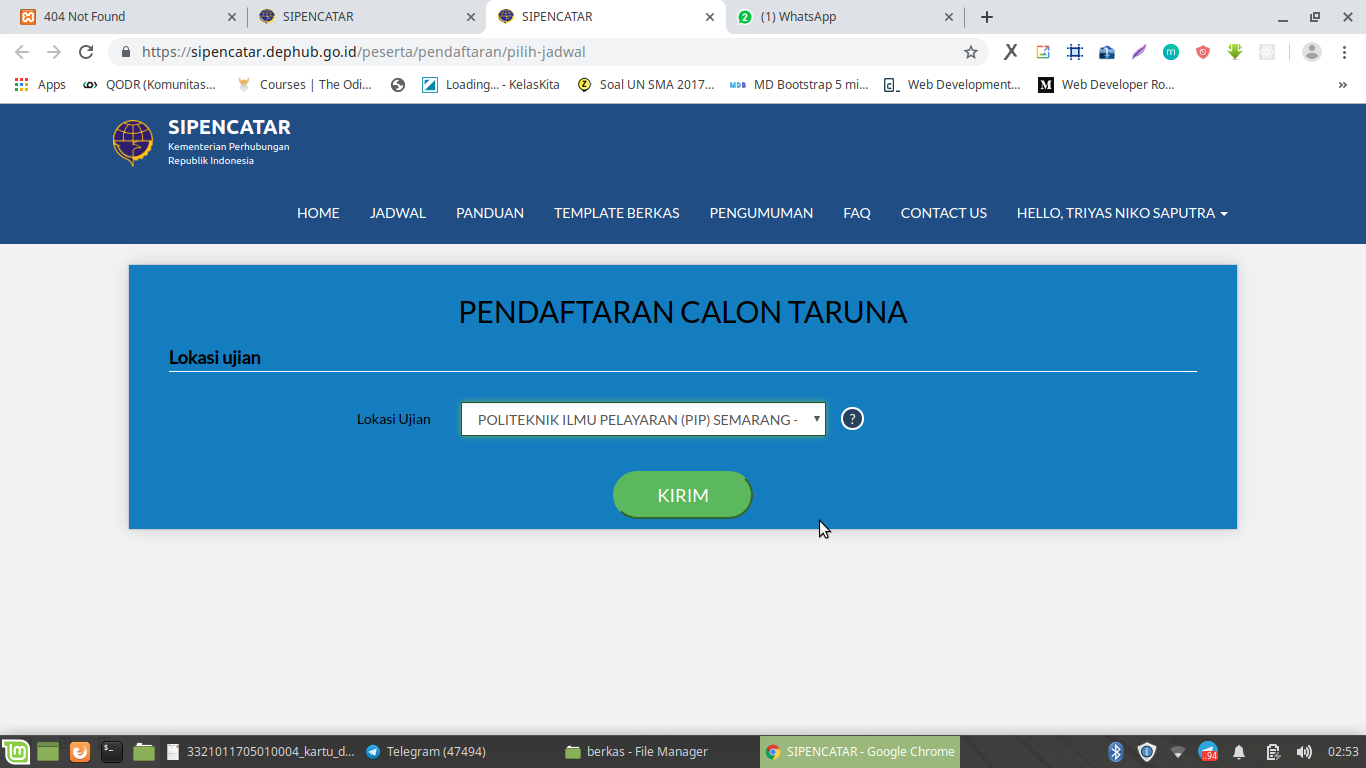 404 Not Found
SIPENCATAR
SIPENCATAR
(1) WhatsApp
https://sipencatar.dephub.go.id/peserta/pendaftaran/pilih-jadwal
Apps
QODR (Komunitas...
Courses | The Odi...
Loading... - KelasKita
Soal UN SMA 2017...
MD Bootstrap 5 mi...
Web Development...
Web Developer Ro...
SIPENCATAR
Kementerian Perhubungan
Republik Indonesia
HOME JADWAL PANDUAN TEMPLATE BERKAS PENGUMUMAN FAQ CONTACT US HELLO, TRIYAS NIKO SAPUTRA
PENDAFTARAN CALON TARUNA
Lokasi ujian
Lokasi Ujian
POLITEKNIK ILMU PELAYARAN (PIP) SEMARANG -
?
KIRIM
3321011705010004_kartu_d...
Telegram (47494)
berkas - File Manager
SIPENCATAR - Google Chrome
..94
02:53